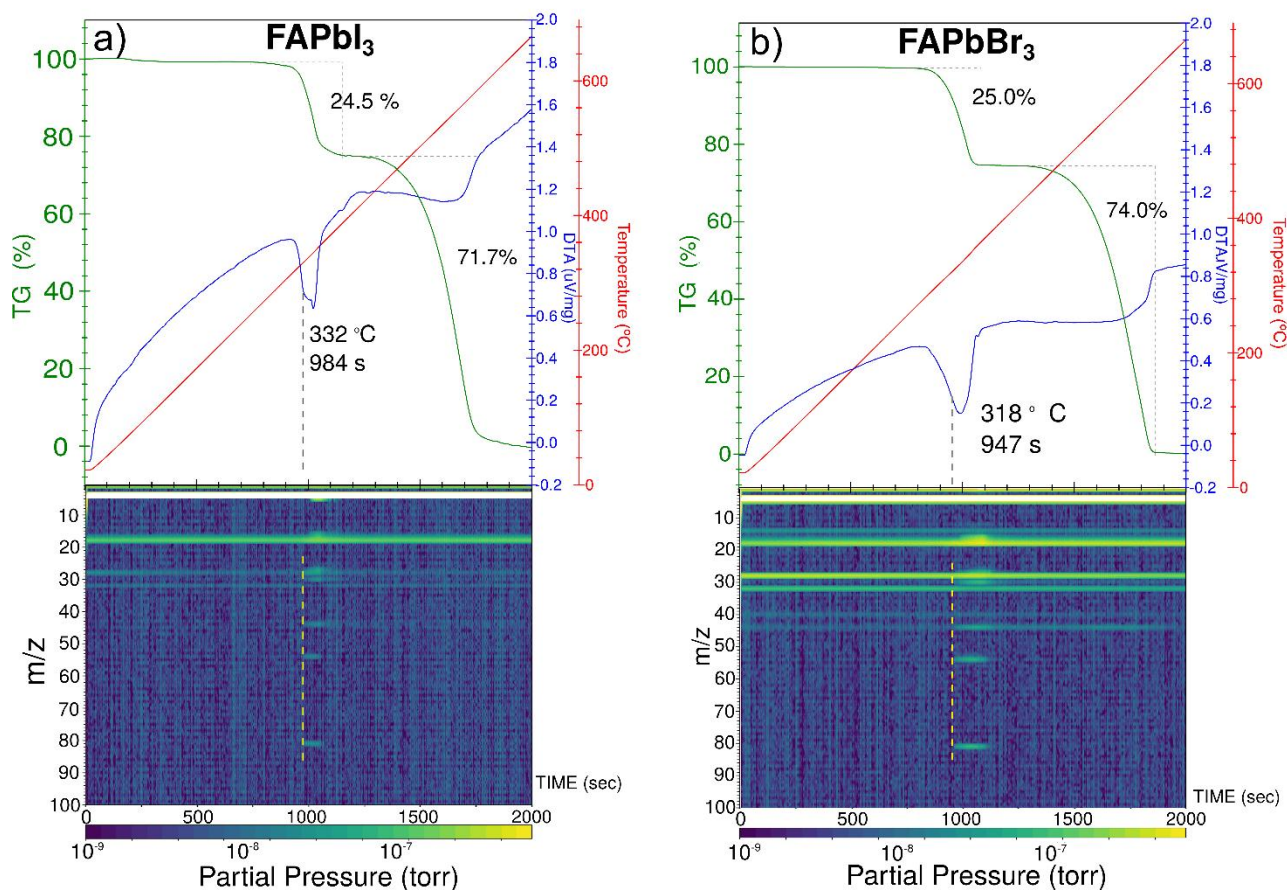 a)
FAPbI₃
TG (%)
100
80
60
40
20
0
24.5 %
71.7%
332 °C
984 s
2.0
1.8
1.6
1.4
1.2
1.0
0.8
0.6
0.4
0.2
0.0
-0.2
DTA (uV/mg)
600
400
200
0
Temperature (ºC)
m/z
10
20
30
40
50
60
70
80
90
100
TIME (sec)
0 500 1000 1500 2000
10⁻⁹ 10⁻⁸ 10⁻⁷
Partial Pressure (torr)
b)
FAPbBr₃
TG (%)
100
80
60
40
20
0
25.0%
74.0%
318 ° C
947 s
2.0
1.8
1.6
1.4
1.2
1.0
0.8
0.6
0.4
0.2
0.0
-0.2
600
400
200
0
Temperature (ºC)
m/z
10
20
30
40
50
60
70
80
90
100
TIME (sec)
0 500 1000 1500 2000
10⁻⁹ 10⁻⁸ 10⁻⁷
Partial Pressure (torr)